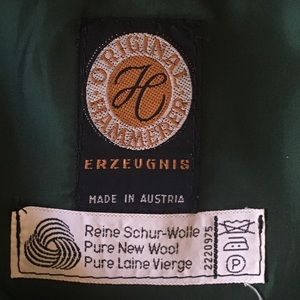 ORIGINAL
H
HAMMERER
ERZEUGNIS
MADE IN AUSTRIA
Reine Schur-Wolle
Pure New Wool
Pure Laine Vierge
2220975
P